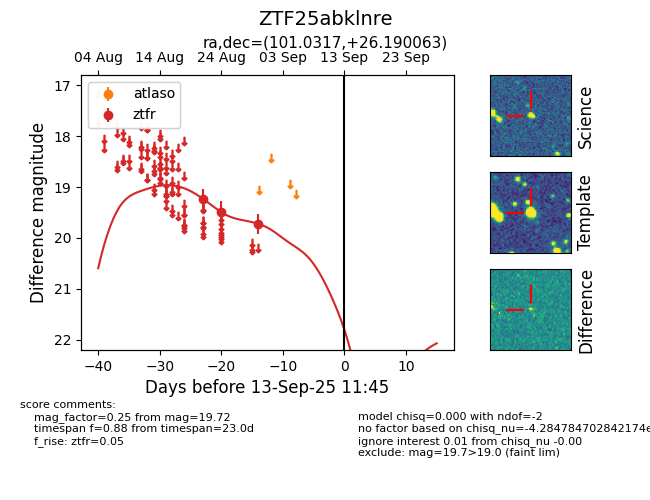 ZTF25abklnre
ra,dec=(101.0317,+26.190063)
04 Aug 14 Aug 24 Aug 03 Sep 13 Sep 23 Sep
17
18
19
20
21
22
Difference magnitude
atlaso
ztfr
−40 −30 −20 −10 0 10
Days before 13-Sep-25 11:45
Science
Template
Difference
score comments:
mag_factor=0.25 from mag=19.72
timespan f=0.88 from timespan=23.0d
f_rise: ztfr=0.05
model chisq=0.000 with ndof=-2
no factor based on chisq_nu=-4.284784702842174e
ignore interest 0.01 from chisq_nu -0.00
exclude: mag=19.7>19.0 (faint lim)